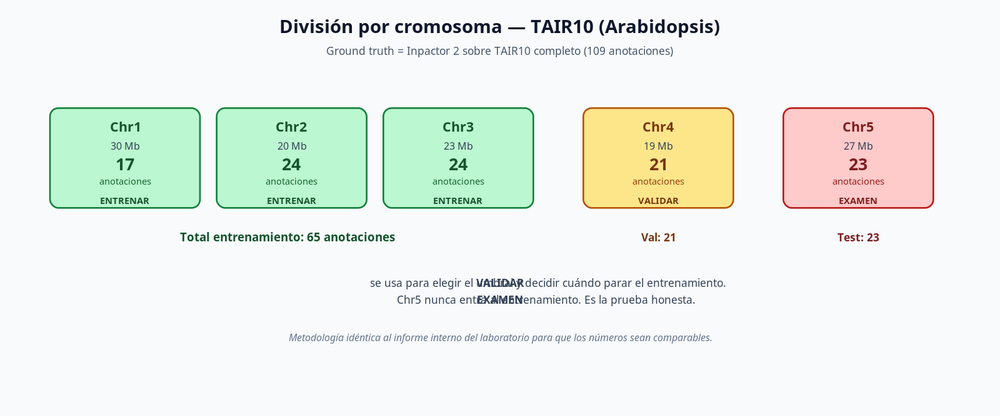 División por cromosoma — TAIR10 (Arabidopsis)
Ground truth = Inpactor 2 sobre TAIR10 completo (109 anotaciones)
Chr1
30 Mb
17
anotaciones
ENTRENAR
Chr2
20 Mb
24
anotaciones
ENTRENAR
Chr3
23 Mb
24
anotaciones
ENTRENAR
Chr4
19 Mb
21
anotaciones
VALIDAR
Chr5
27 Mb
23
anotaciones
EXAMEN
Total entrenamiento: 65 anotaciones
Val: 21
Test: 23
VALIDAR
se usa para elegir el umbral y decidir cuándo parar el entrenamiento.
EXAMEN
Chr5 nunca entra al entrenamiento. Es la prueba honesta.
Metodología idéntica al informe interno del laboratorio para que los números sean comparables.